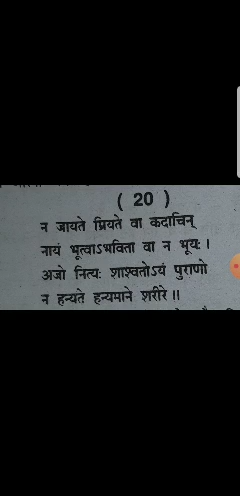 ( 20 )
न जायते म्रियते वा कदाचिन्
नायं भूत्वाऽभविता वा न भूयः ।
अजो नित्यः शाश्वतोऽयं पुराणो
न हन्यते हन्यमाने शरीरे ॥